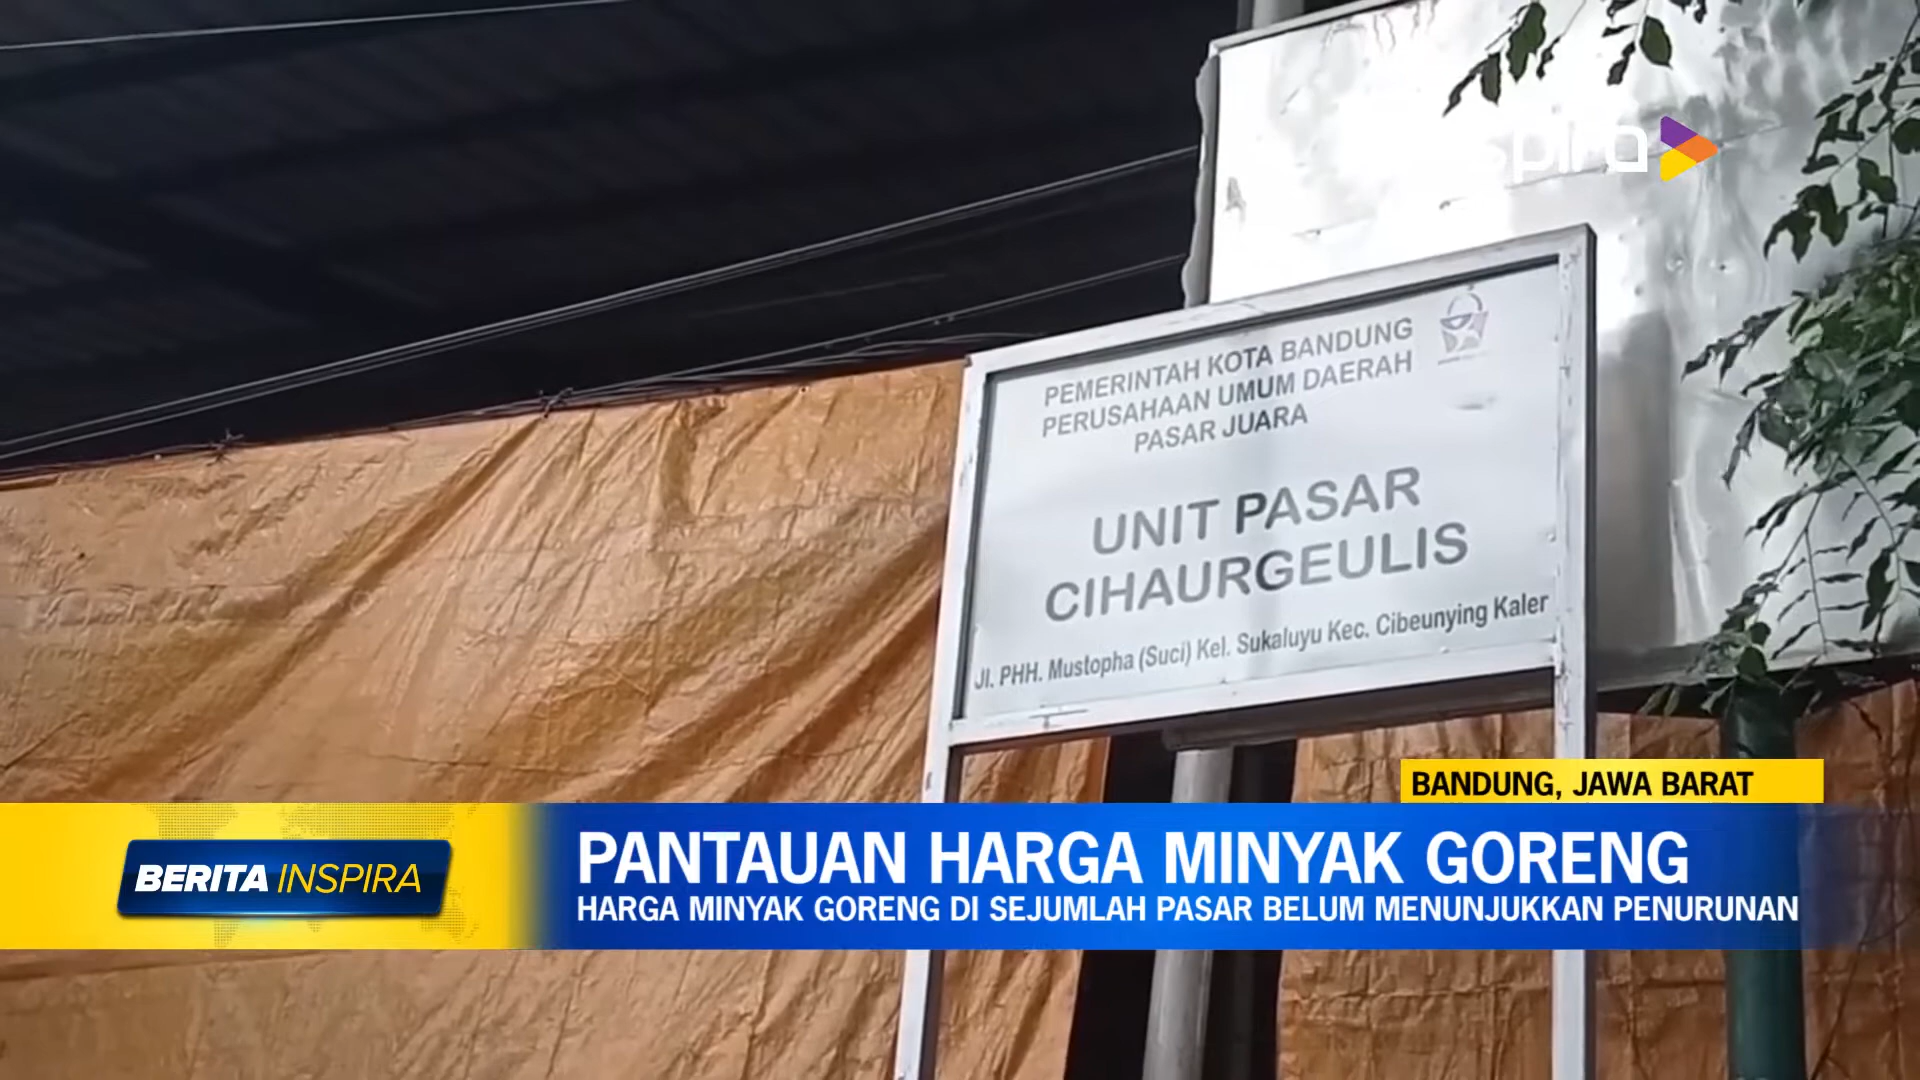 spira
PEMERINTAH KOTA BANDUNG
PERUSAHAAN UMUM DAERAH
PASAR JUARA
UNIT PASAR
CIHAURGEULIS
Jl. PHH. Mustopha (Suci) Kel. Sukaluyu Kec. Cibeunying Kaler
BANDUNG, JAWA BARAT
BERITA INSPIRA
PANTAUAN HARGA MINYAK GORENG
HARGA MINYAK GORENG DI SEJUMLAH PASAR BELUM MENUNJUKKAN PENURUNAN